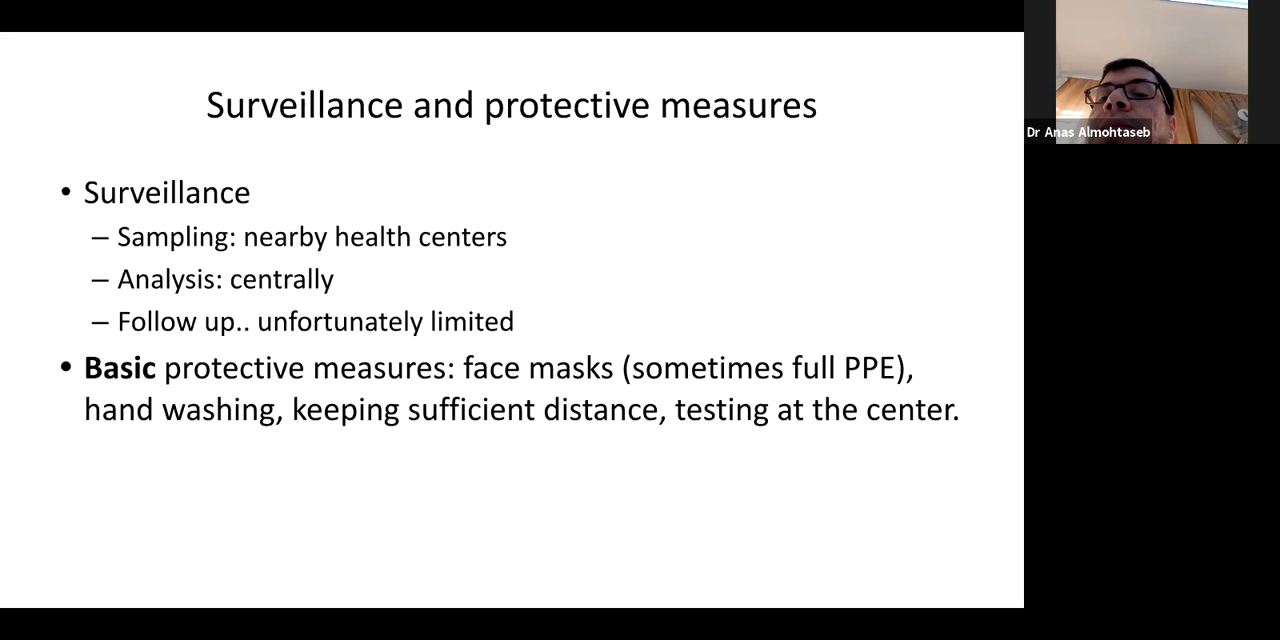 Surveillance and protective measures
• Surveillance
– Sampling: nearby health centers
– Analysis: centrally
– Follow up.. unfortunately limited
• Basic protective measures: face masks (sometimes full PPE),
hand washing, keeping sufficient distance, testing at the center.
Dr Anas Almohtaseb